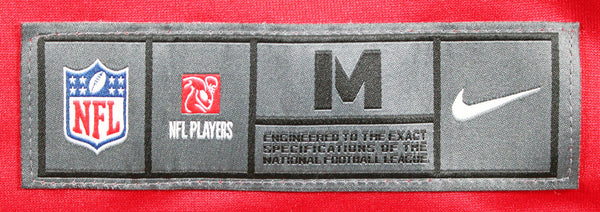 NFL
NFL PLAYERS
M
ENGINEERED TO THE EXACT
SPECIFICATIONS OF THE
NATIONAL FOOTBALL LEAGUE.